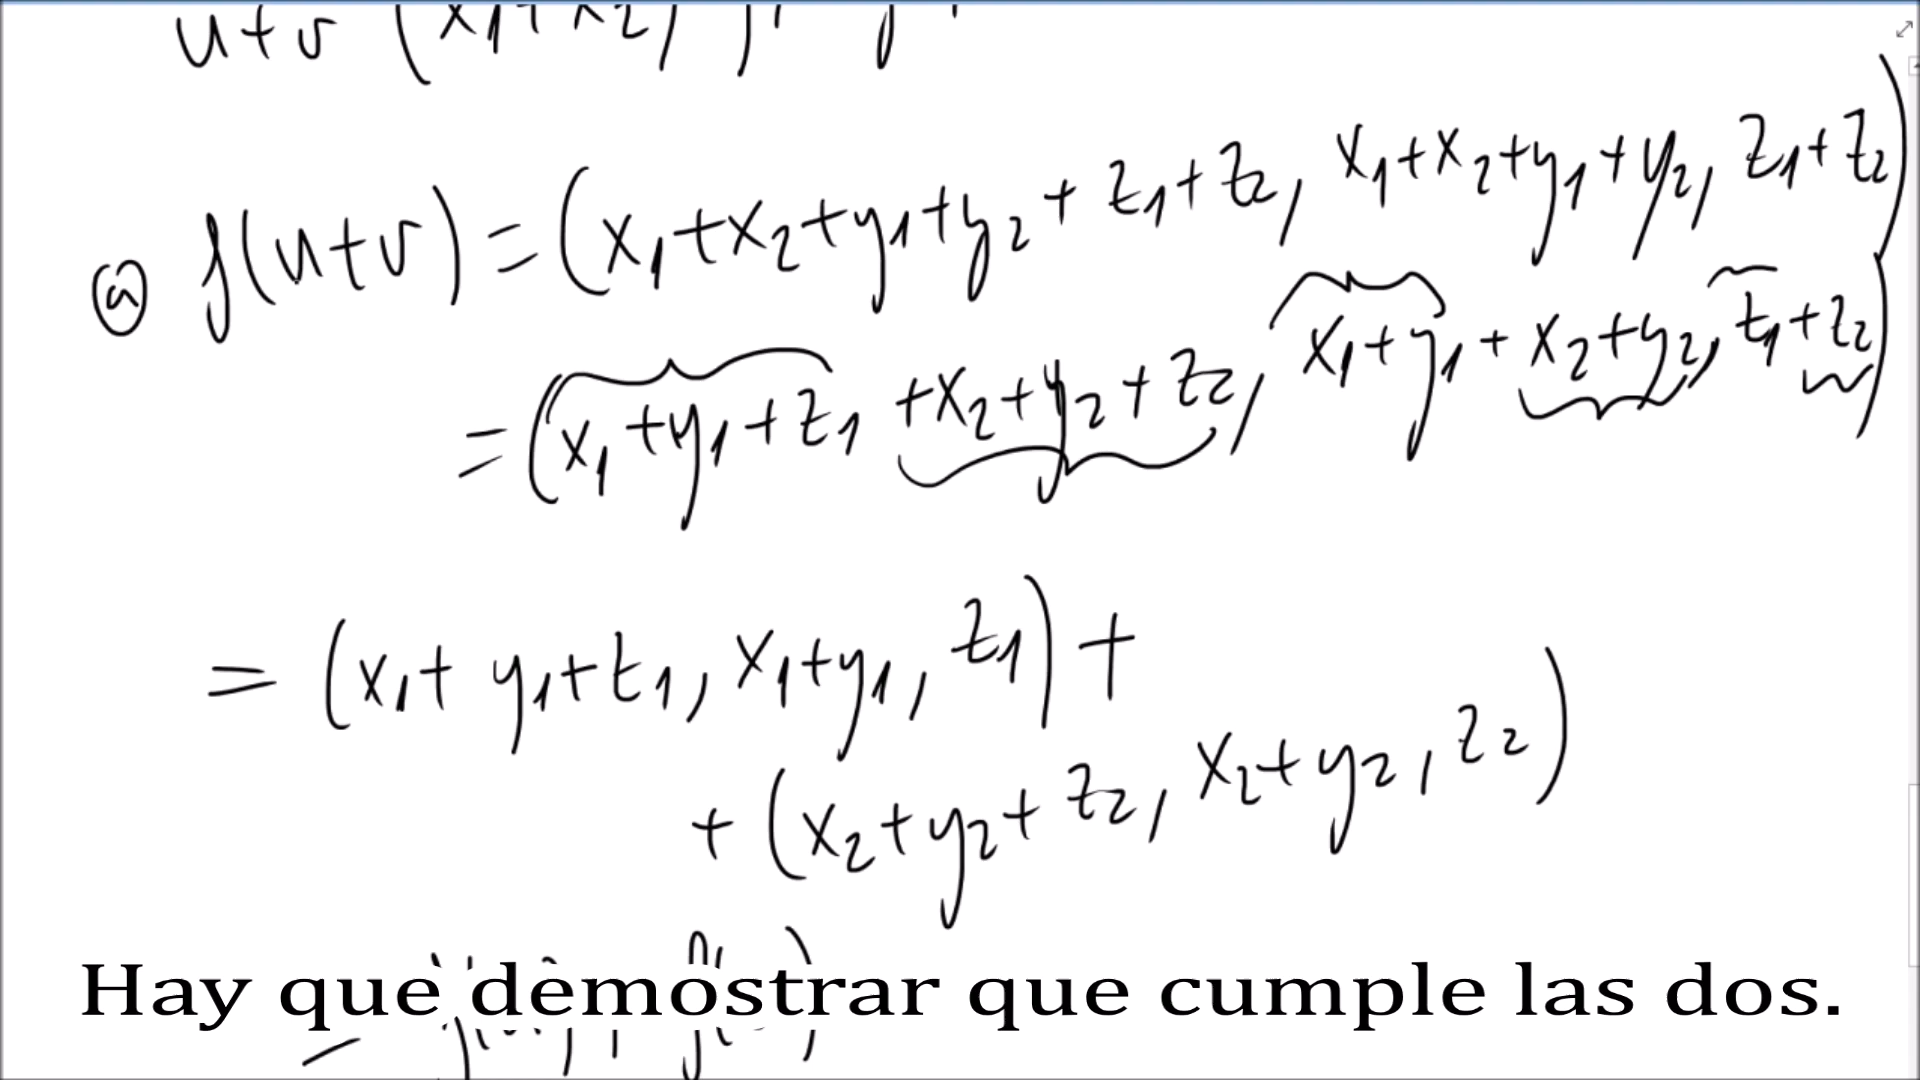 u+v (x1+x2,
ⓐ f(u+v) = (x1+x2+y1+y2+z1+z2, x1+x2+y1+y2, z1+z2)
= (x1+y1+z1+x2+y2+z2, x1+y1+x2+y2, z1+z2)
= (x1+y1+z1, x1+y1, z1) +
+ (x2+y2+z2, x2+y2, z2)
Hay que demostrar que cumple las dos.